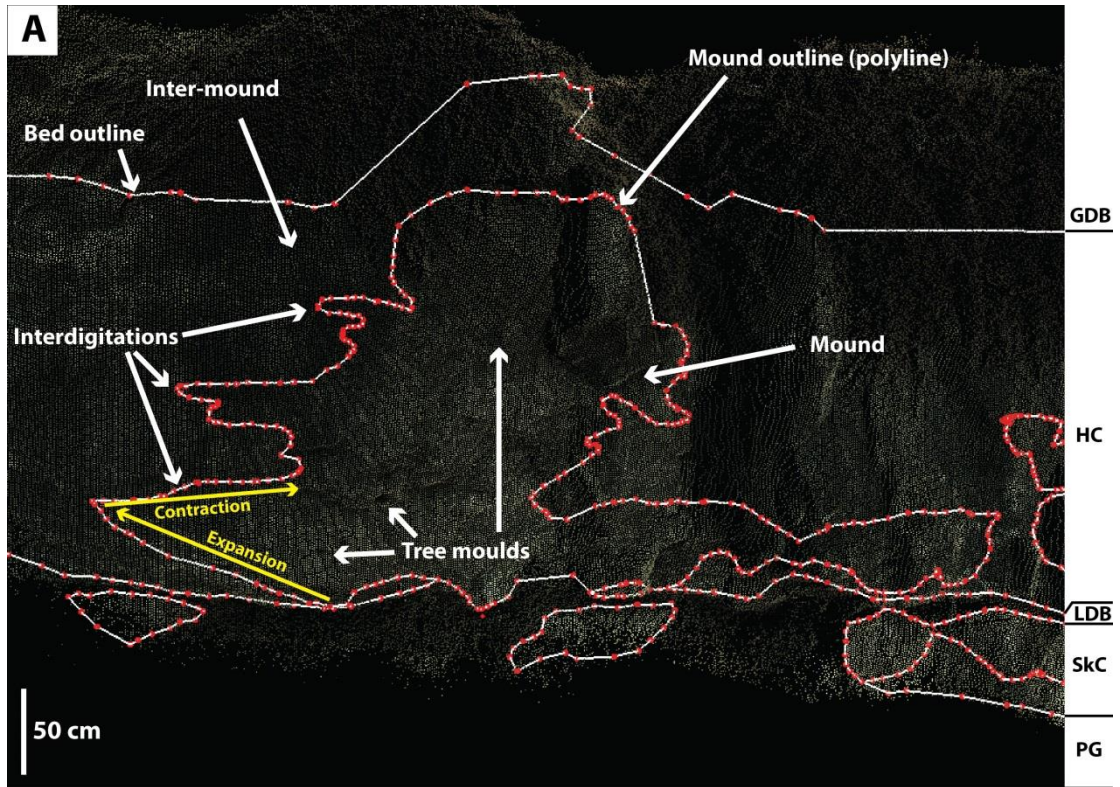 A
Mound outline (polyline)
Inter-mound
Bed outline
GDB
Interdigitations
Mound
HC
Contraction
Expansion
Tree moulds
LDB
SkC
50 cm
PG